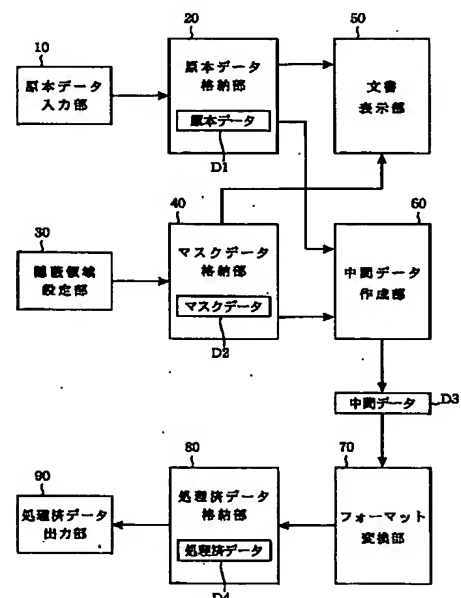 10
原本データ
入力部
20
原本データ
格納部
原本データ
D1
50
文書
表示部
30
隠蔽領域
設定部
40
マスクデータ
格納部
マスクデータ
D2
60
中間データ
作成部
中間データ
D3
90
処理済データ
出力部
80
処理済データ
格納部
処理済データ
D4
70
フォーマット
変換部